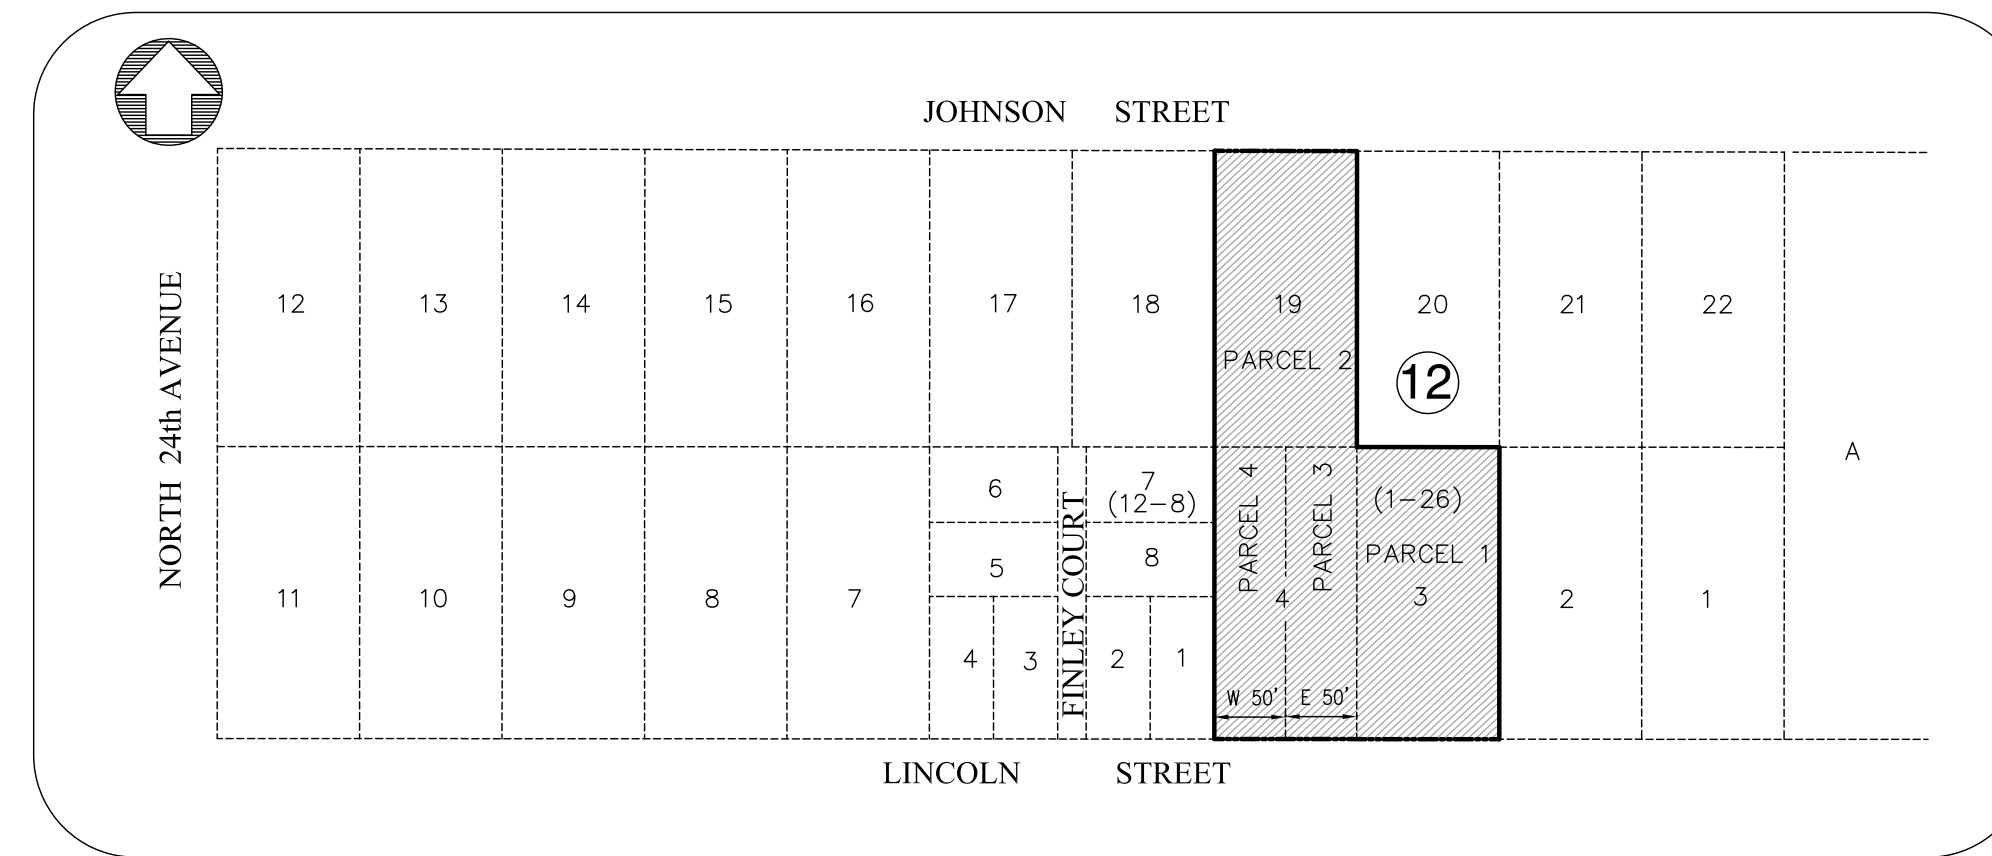 JOHNSON STREET
NORTH 24th AVENUE
12
13
14
15
16
17
18
19
20
21
22
PARCEL 2
12
A
6
7
(12-8)
5
8
FINLEY COURT
PARCEL 4
PARCEL 3
(1-26)
PARCEL 1
11
10
9
8
7
4
3
2
1
4
3
2
1
W 50'
E 50'
LINCOLN STREET